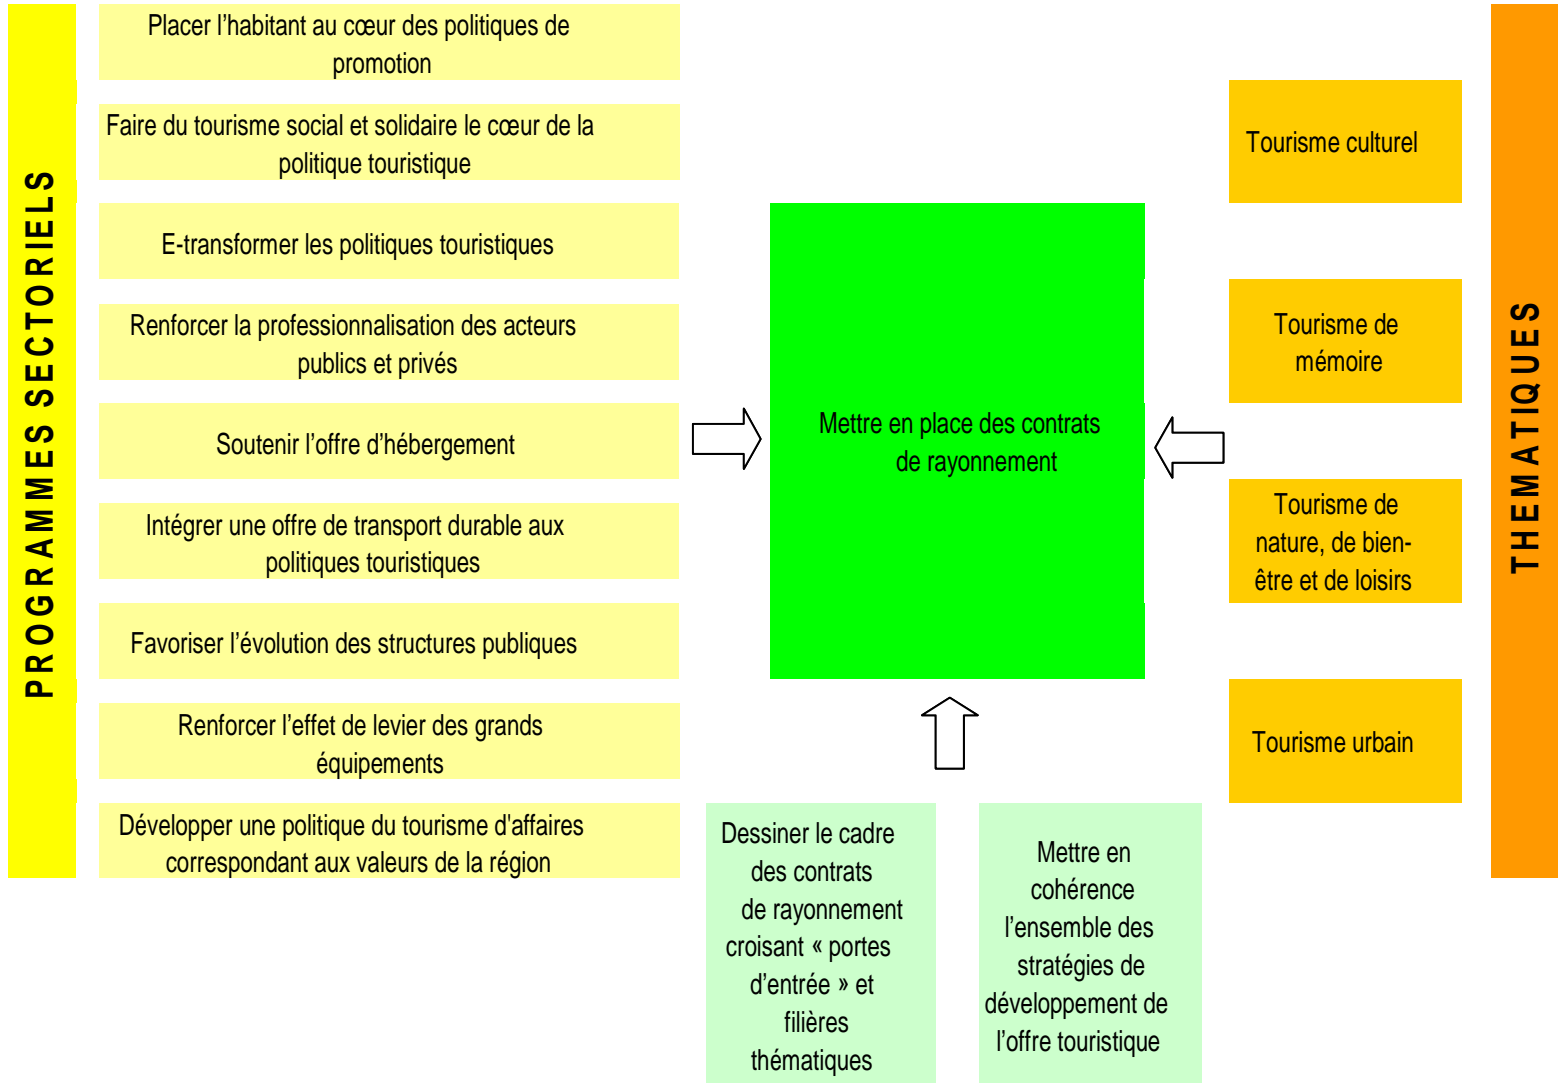 PROGRAMMES SECTORIELS
Placer l’habitant au cœur des politiques de
promotion
Faire du tourisme social et solidaire le cœur de la
politique touristique
E-transformer les politiques touristiques
Renforcer la professionnalisation des acteurs
publics et privés
Soutenir l’offre d’hébergement
Intégrer une offre de transport durable aux
politiques touristiques
Favoriser l’évolution des structures publiques
Renforcer l’effet de levier des grands
équipements
Développer une politique du tourisme d'affaires
correspondant aux valeurs de la région
Mettre en place des contrats
de rayonnement
Dessiner le cadre
des contrats
de rayonnement
croisant « portes
d’entrée » et
filières
thématiques
Mettre en
cohérence
l’ensemble des
stratégies de
développement de
l’offre touristique
Tourisme culturel
Tourisme de
mémoire
Tourisme de
nature, de bien-
être et de loisirs
Tourisme urbain
THEMATIQUES